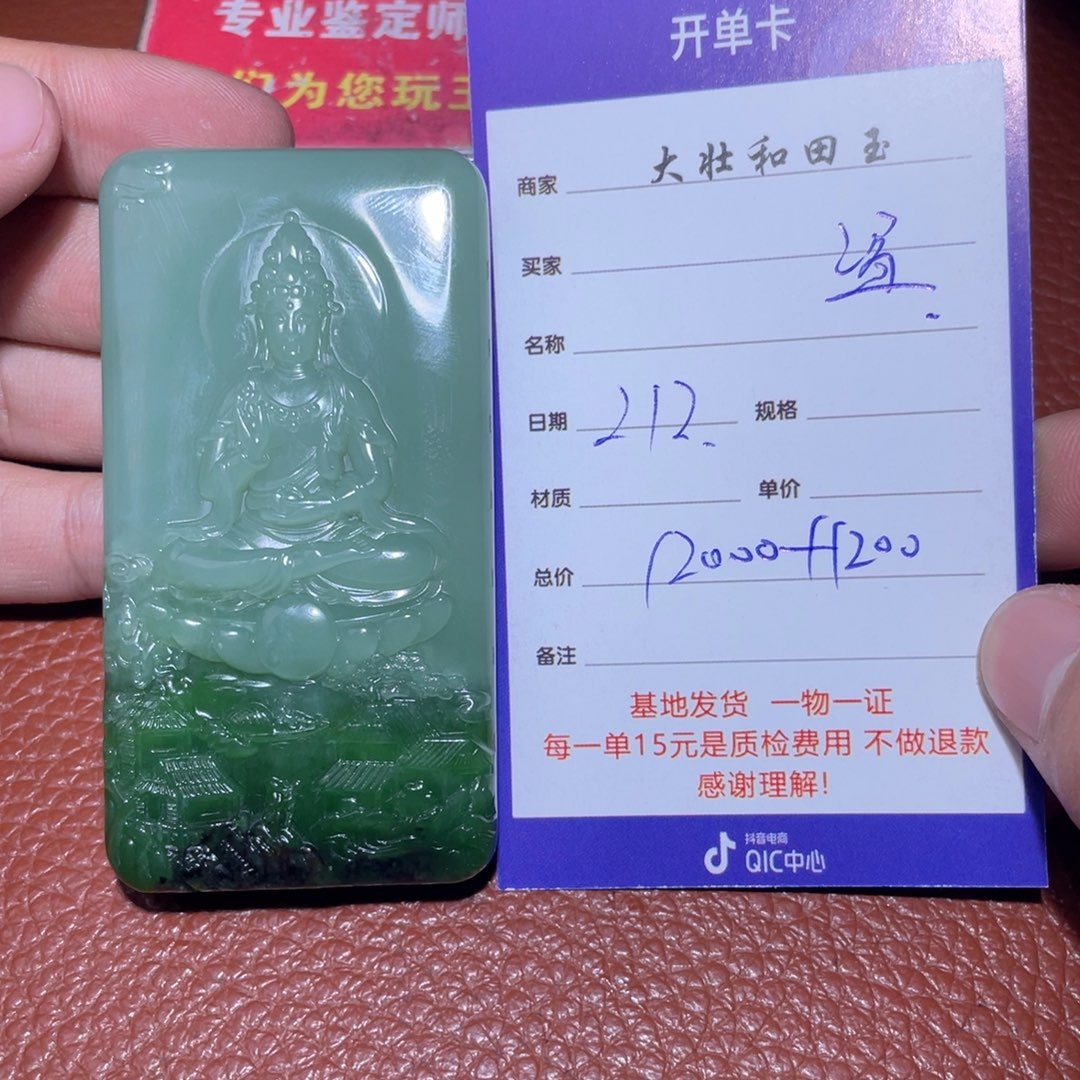 专业鉴定师
们为您玩
开单卡
商家 大壮和田玉
买家
名称
日期 212. 规格
材质 单价
总价 12000+1200
备注
基地发货 一物一证
每一单15元是质检费用 不做退款
感谢理解!
抖音电商
QIC中心